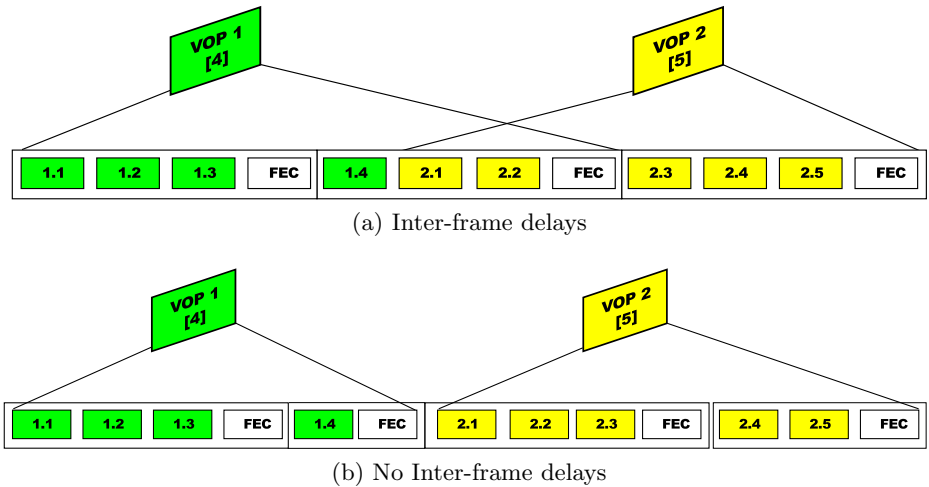 VOP 1
[4]
VOP 2
[5]
1.1 1.2 1.3 FEC 1.4 2.1 2.2 FEC 2.3 2.4 2.5 FEC
(a) Inter-frame delays
VOP 1
[4]
VOP 2
[5]
1.1 1.2 1.3 FEC 1.4 FEC 2.1 2.2 2.3 FEC 2.4 2.5 FEC
(b) No Inter-frame delays